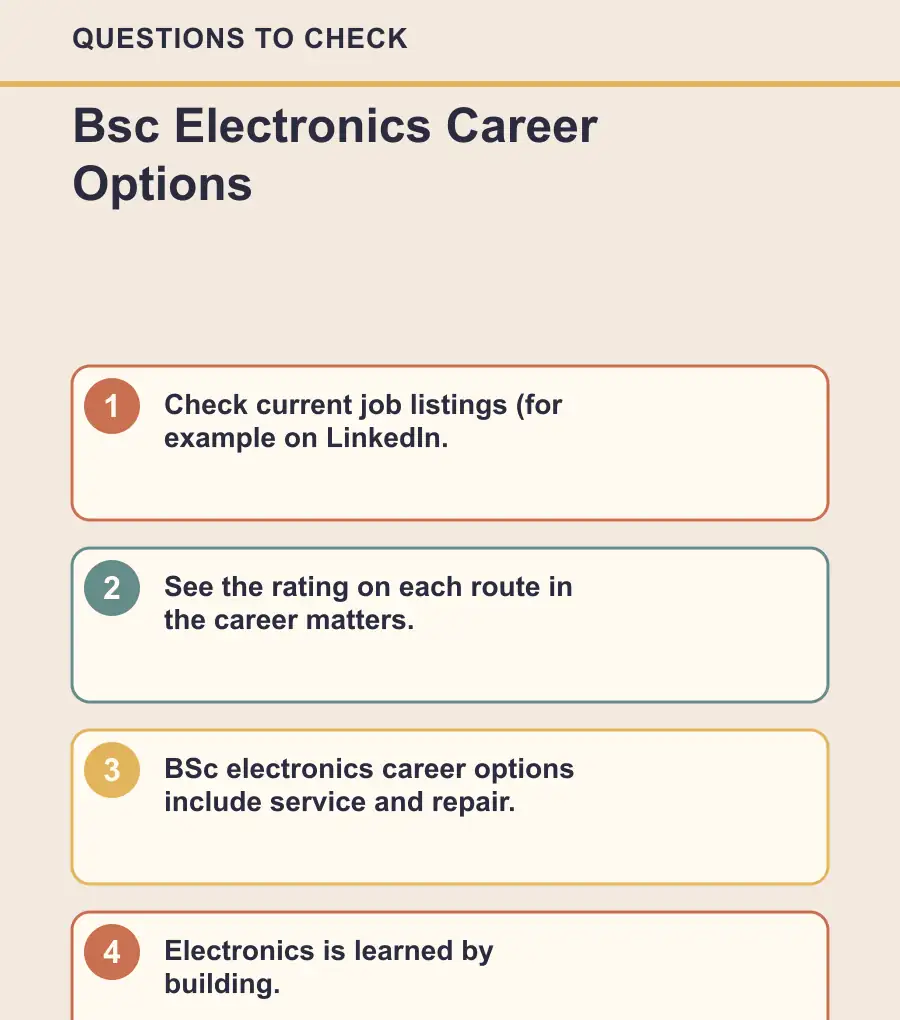 QUESTIONS TO CHECK
Bsc Electronics Career
Options
1
Check current job listings (for
example on LinkedIn.
2
See the rating on each route in
the career matters.
3
BSc electronics career options
include service and repair.
4
Electronics is learned by
building.